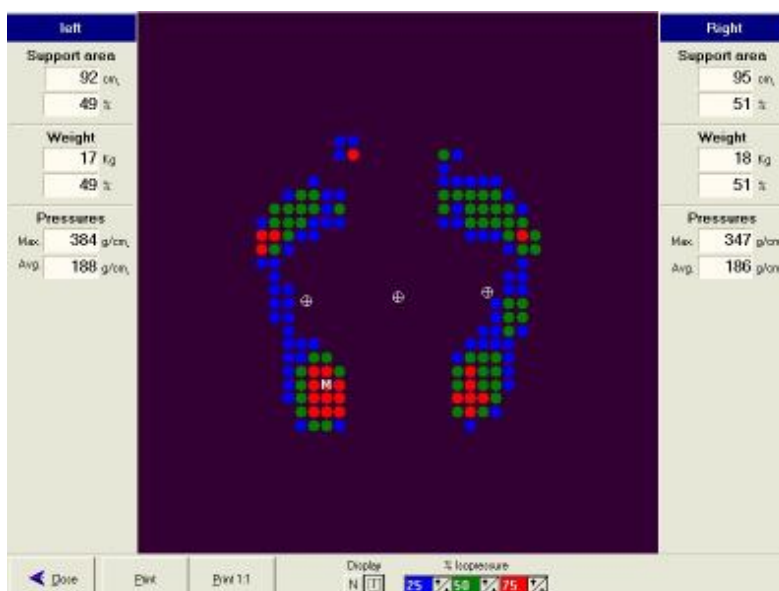 left
Support area
92 cm,
49 %
Weight
17 Kg
49 %
Pressures
Max. 384 g/cm,
Avg. 188 g/cm,
M
Right
Support area
95 cm,
51 %
Weight
18 Kg
51 %
Pressures
Max. 347 g/cm
Avg. 186 g/cm
Close
Print
Print 1:1
Display
N
% Isopressure
25 50 75